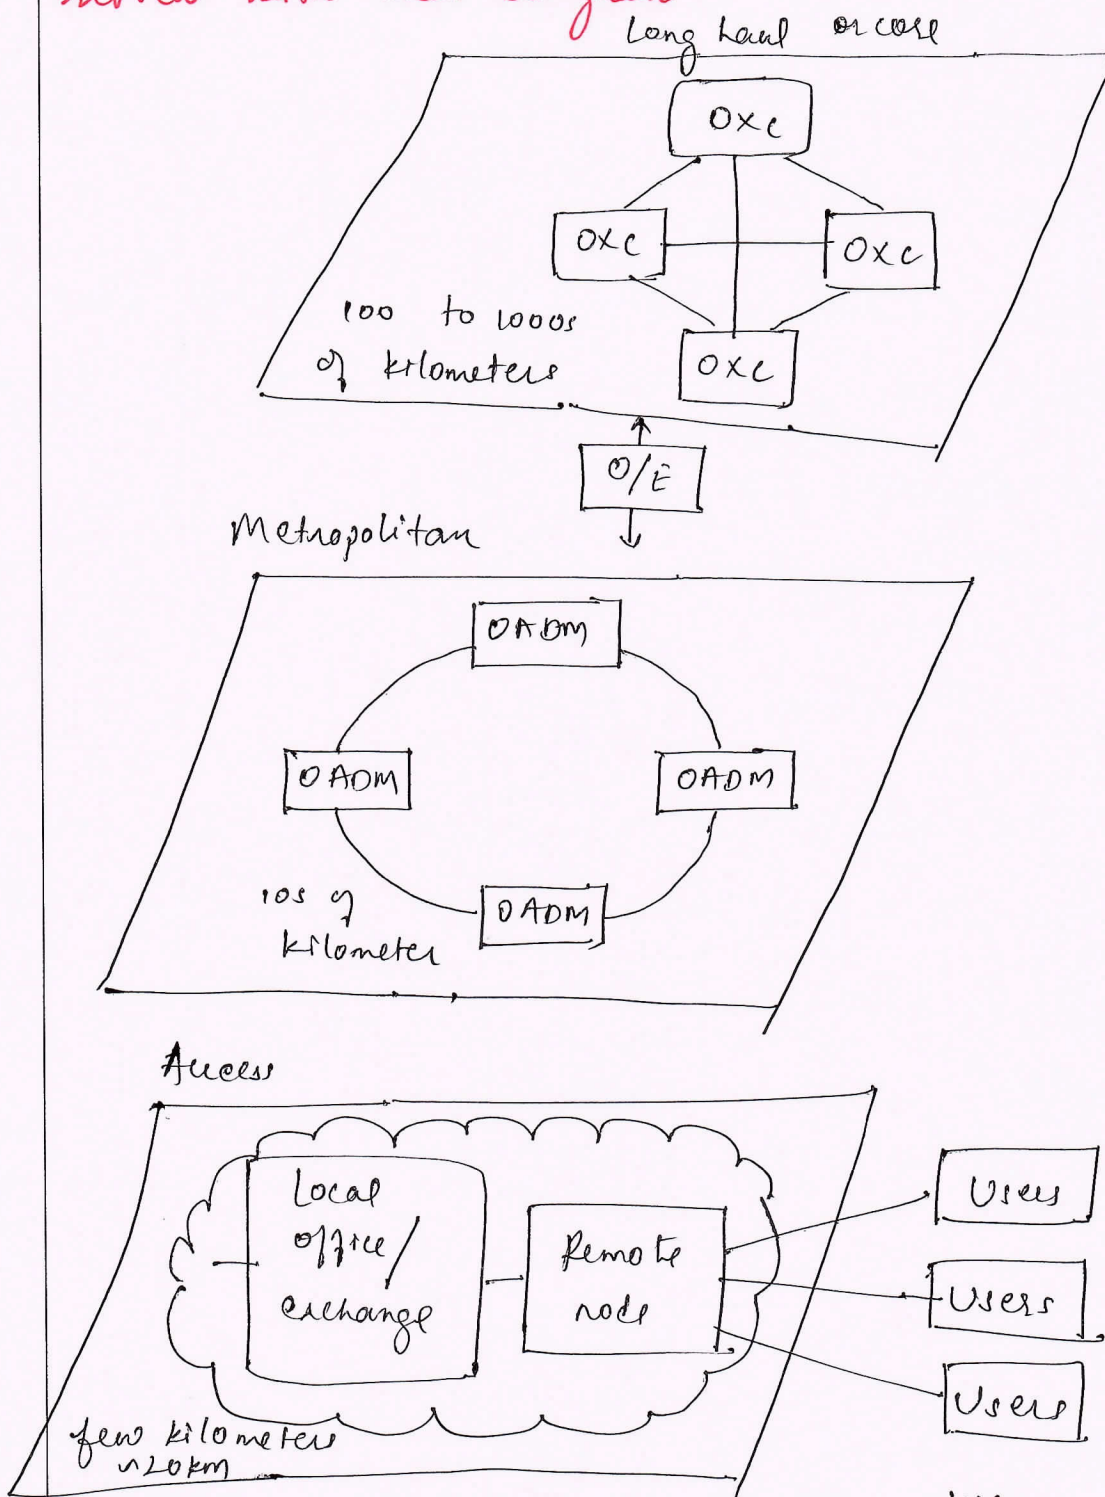 Long haul or core
OXC
OXC
OXC
100 to 1000s
of kilometers
OXC
O/E
Metropolitan
OADM
OADM
OADM
10s of
kilometer
OADM
Access
Local
office/
exchange
Remote
node
Users
Users
Users
few kilometers
~20km